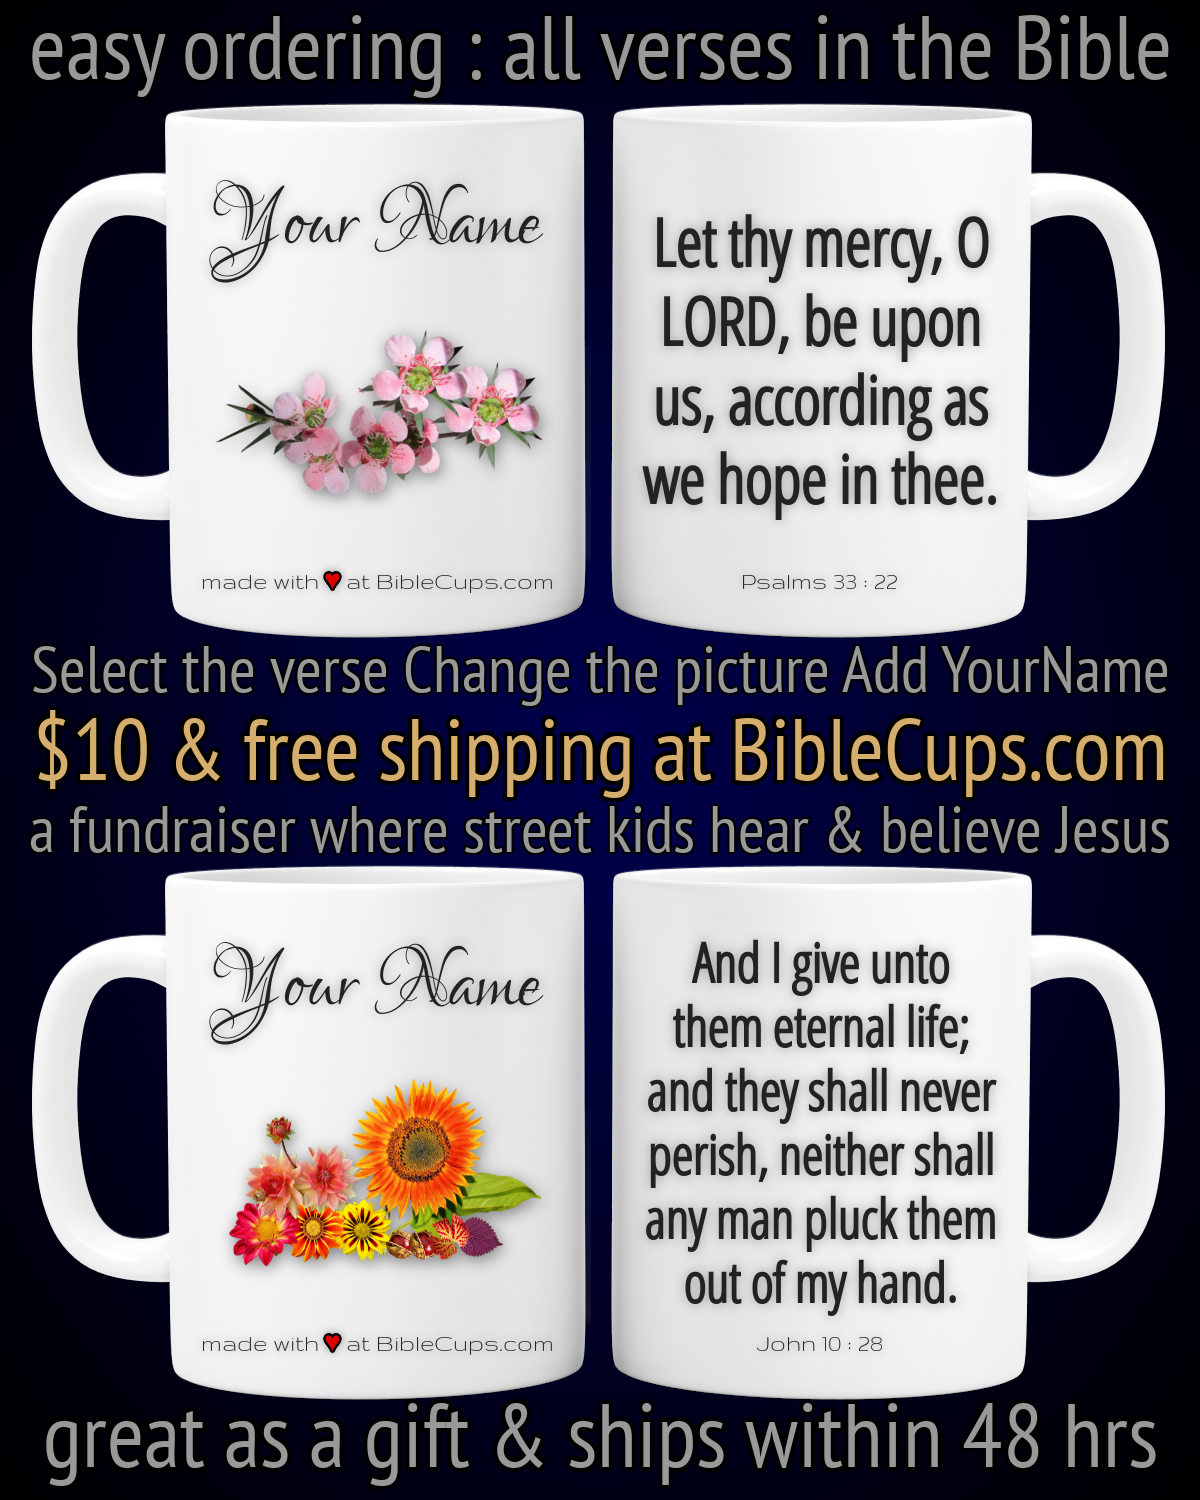 easy ordering : all verses in the Bible
Your Name
made with ♥ at BibleCups.com
Let thy mercy, O
LORD, be upon
us, according as
we hope in thee.
Psalms 33 : 22
Select the verse Change the picture Add YourName
$10 & free shipping at BibleCups.com
a fundraiser where street kids hear & believe Jesus
Your Name
made with ♥ at BibleCups.com
And I give unto
them eternal life;
and they shall never
perish, neither shall
any man pluck them
out of my hand.
John 10 : 28
great as a gift & ships within 48 hrs